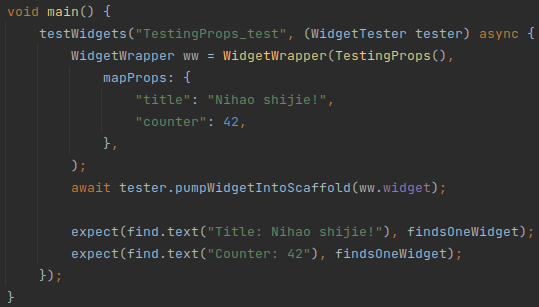 void main() {
    testWidgets("TestingProps_test", (WidgetTester tester) async {
        WidgetWrapper ww = WidgetWrapper(TestingProps(),
            mapProps: {
                "title": "Nihao shijie!",
                "counter": 42,
            },
        );
        await tester.pumpWidgetIntoScaffold(ww.widget);

        expect(find.text("Title: Nihao shijie!"), findsOneWidget);
        expect(find.text("Counter: 42"), findsOneWidget);
    });
}